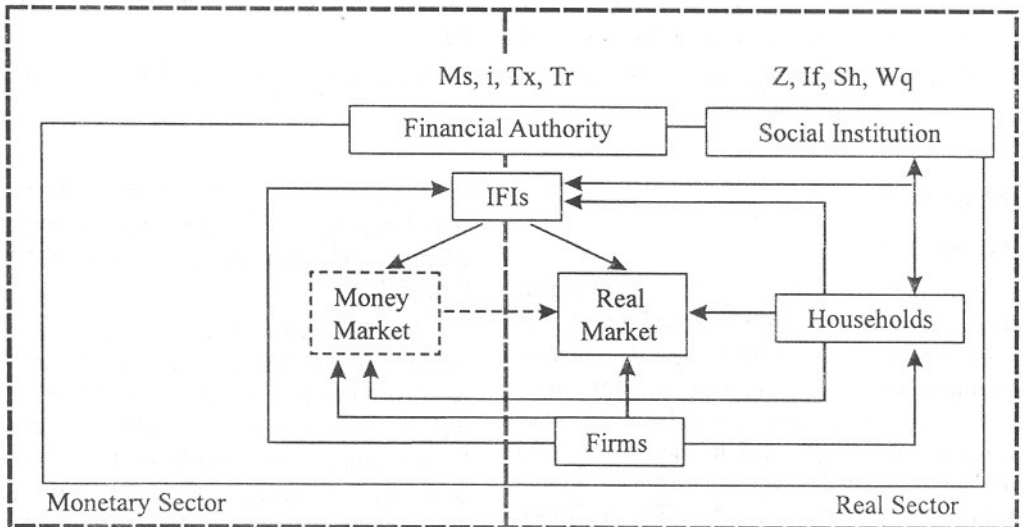 Ms, i, Tx, Tr
Z, If, Sh, Wq
Financial Authority
Social Institution
IFIs
Money
Market
Real
Market
Households
Firms
Monetary Sector
Real Sector